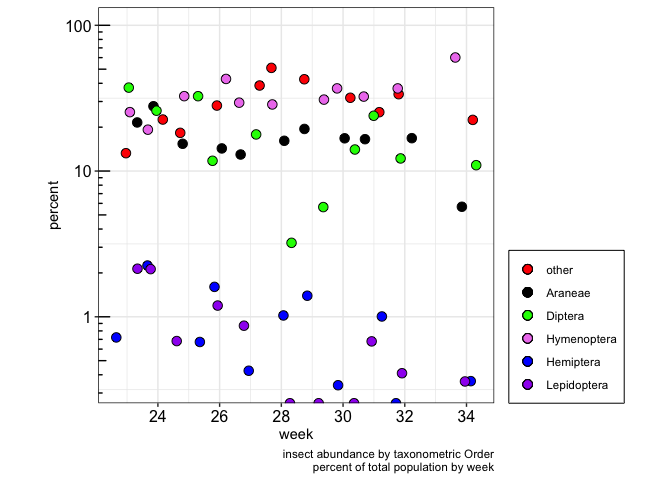 100
10
1
percent
24 26 28 30 32 34
week
other
Araneae
Diptera
Hymenoptera
Hemiptera
Lepidoptera
insect abundance by taxonometric Order
percent of total population by week